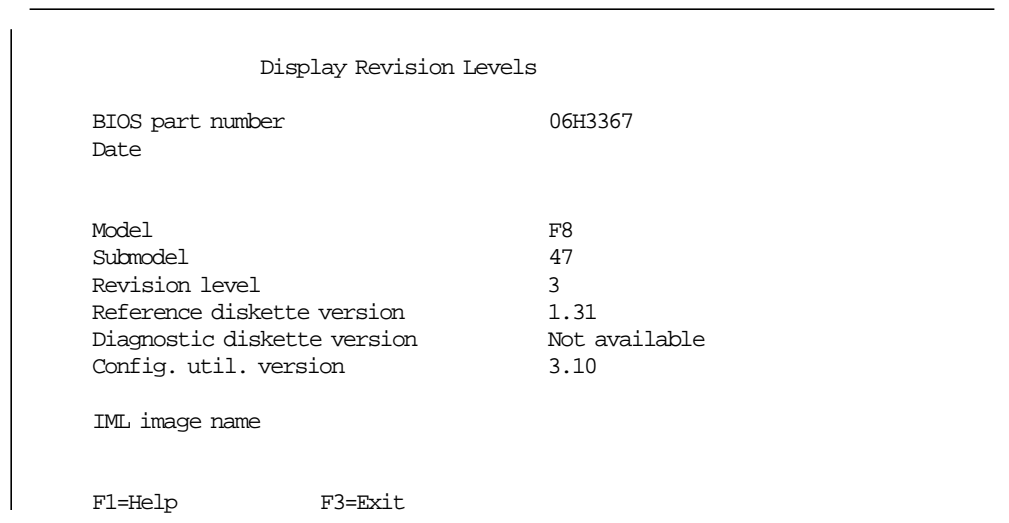 Display Revision Levels
BIOS part number 06H3367
Date
Model F8
Submodel 47
Revision level 3
Reference diskette version 1.31
Diagnostic diskette version Not available
Config. util. version 3.10
IML image name
F1=Help F3=Exit